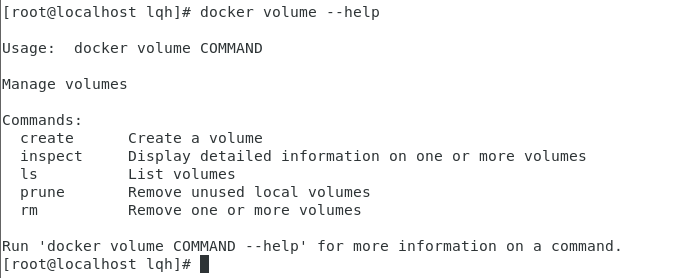 [root@localhost lqh]# docker volume --help
Usage:  docker volume COMMAND
Manage volumes
Commands:
  create      Create a volume
  inspect     Display detailed information on one or more volumes
  ls          List volumes
  prune       Remove unused local volumes
  rm          Remove one or more volumes
Run 'docker volume COMMAND --help' for more information on a command.
[root@localhost lqh]#